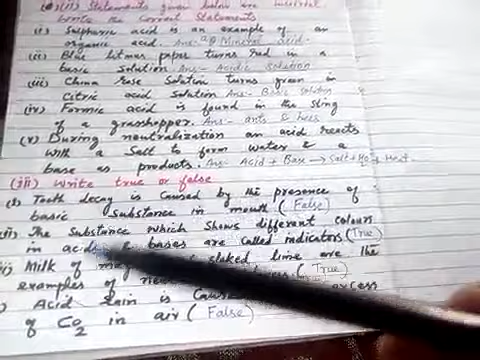 (ii) Statements given below are incorrect
Write the correct Statements
(i) Sulphuric acid is an example of an
organic acid. Ans- Mineral acid.
(ii) Blue litmus paper turns red in a
basic solution. Ans- Acidic solution
(iii) China rose solution turns green in
Citric acid solution Ans- Basic solution
(iv) Formic acid is found in the sting
of grasshopper. Ans- ants & bees
(v) During neutralization an acid reacts
with a Salt to form water & a
base as products. Ans- Acid + Base → Salt + H2O + Heat
(iii) Write true or false
(i) Tooth decay is caused by the presence of
basic substance in mouth (False)
(ii) The Substance which shows different colours
in acids & bases are called indicators (True)
Milk of slaked lime are the
examples of (True)
Acid rain is excess
of CO2 in air (False)